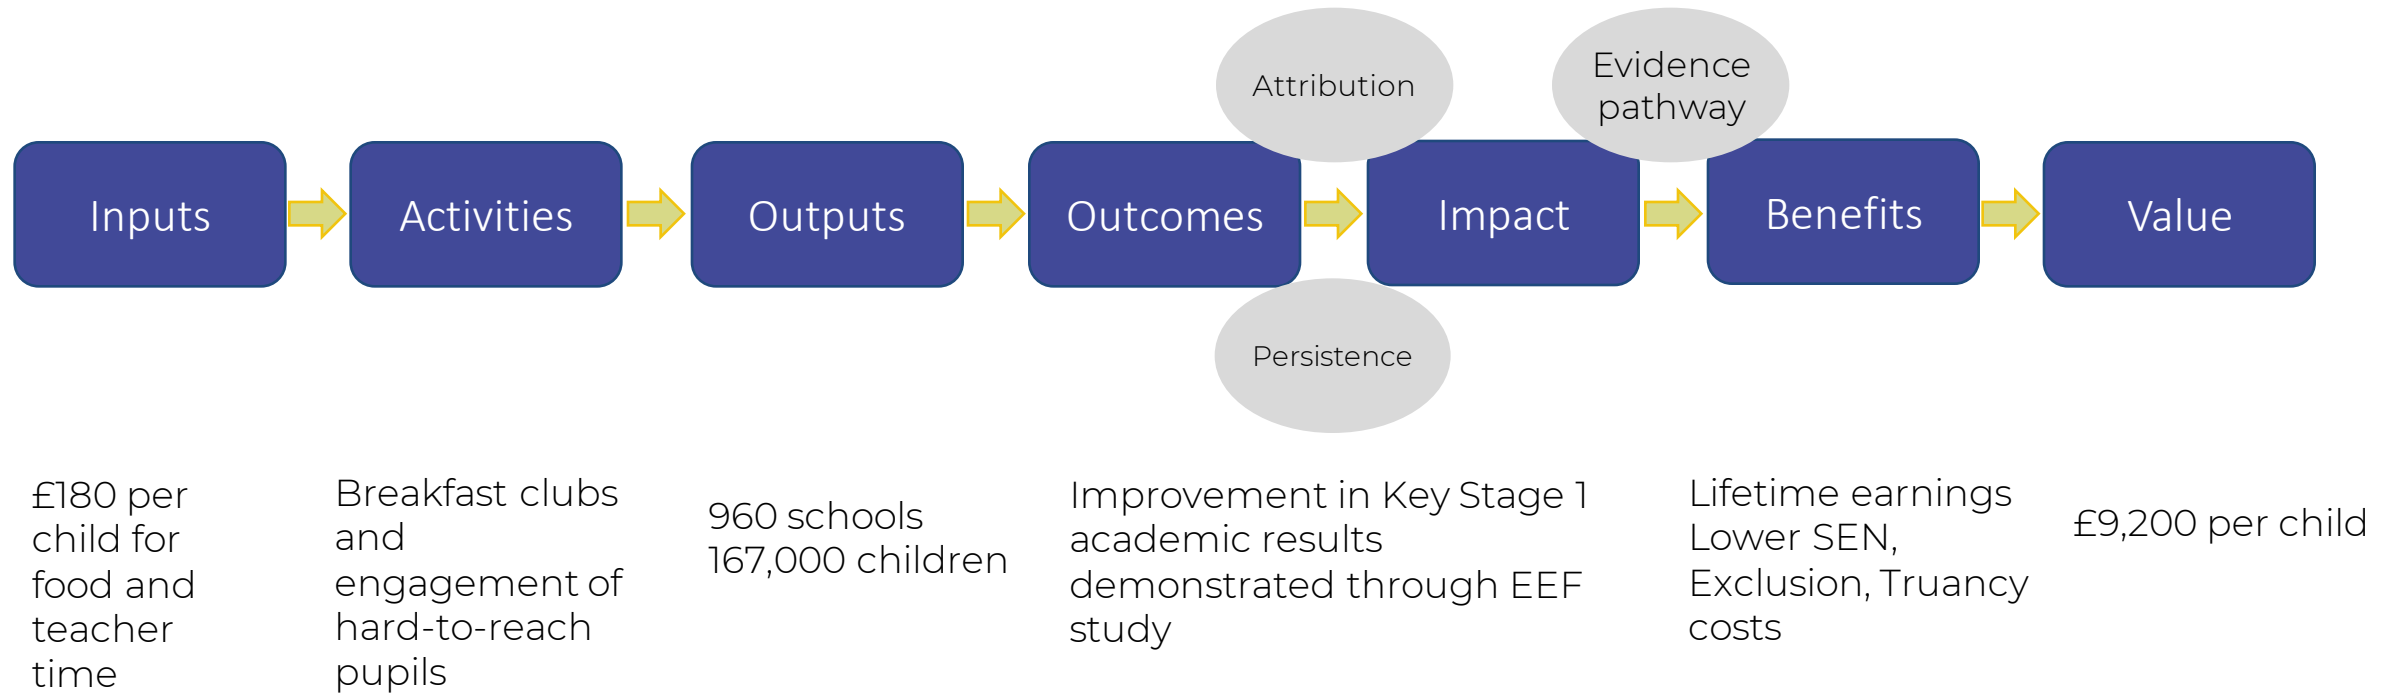 Attribution
Evidence
pathway
Inputs
Activities
Outputs
Outcomes
Impact
Benefits
Value
Persistence
£180 per
child for
food and
teacher
time
Breakfast clubs
and
engagement of
hard-to-reach
pupils
960 schools
167,000 children
Improvement in Key Stage 1
academic results
demonstrated through EEF
study
Lifetime earnings
Lower SEN,
Exclusion, Truancy
costs
£9,200 per child